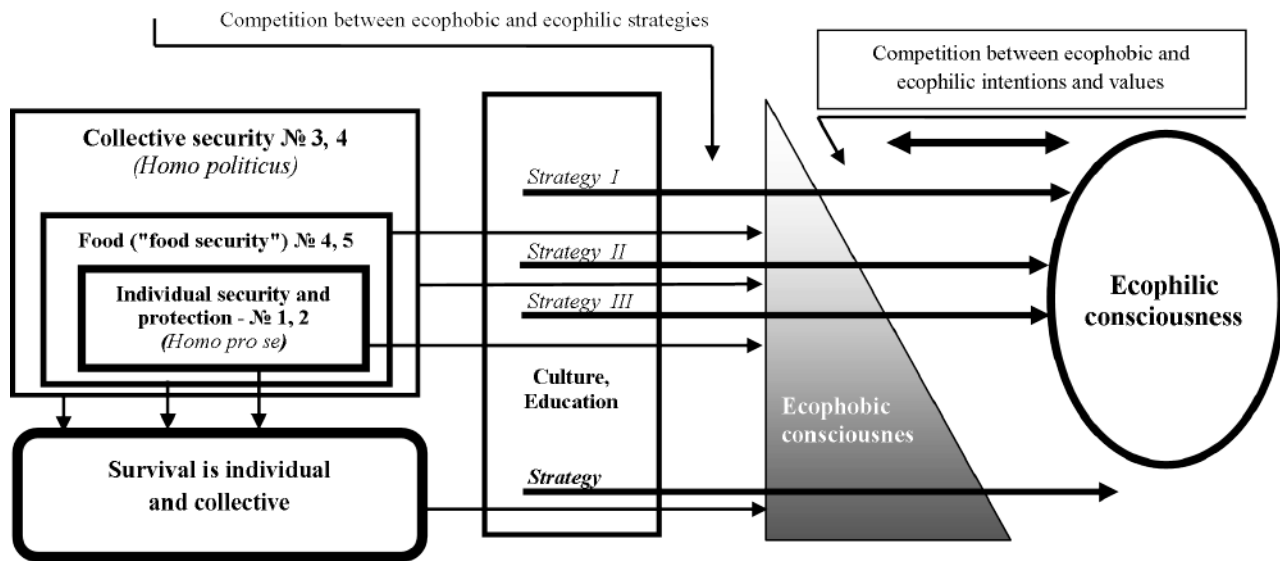 Competition between ecophobic and ecophilic strategies
Competition between ecophobic and
ecophilic intentions and values
Collective security № 3, 4
(Homo politicus)
Food ("food security") № 4, 5
Individual security and
protection - № 1, 2
(Homo pro se)
Survival is individual
and collective
Strategy I
Strategy II
Strategy III
Culture,
Education
Strategy
Ecophobic
consciousnes
Ecophilic
consciousness